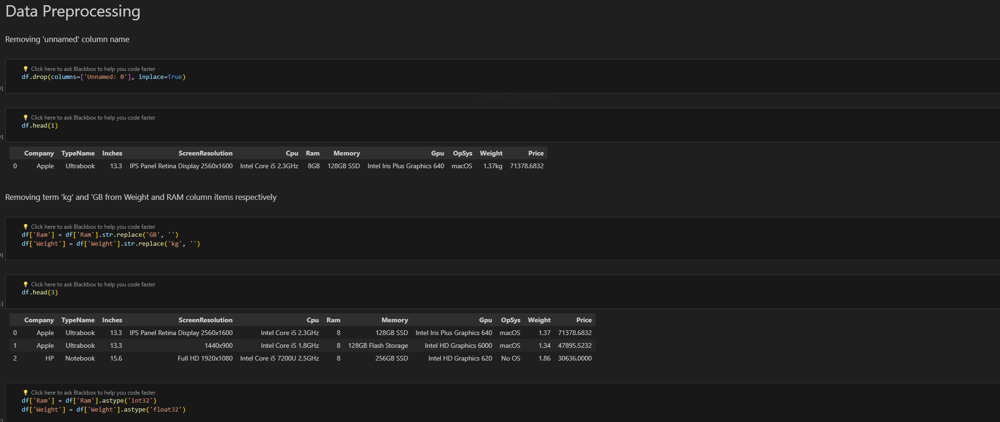 Data Preprocessing
Removing 'unnamed' column name
💡 Click here to ask Blackbox to help you code faster
df.drop(columns=['Unnamed: 0'], inplace=True)
+ Code + Markdown
💡 Click here to ask Blackbox to help you code faster
df.head(1)
Company TypeName Inches ScreenResolution Cpu Ram Memory Gpu OpSys Weight Price
0 Apple Ultrabook 13.3 IPS Panel Retina Display 2560x1600 Intel Core i5 2.3GHz 8GB 128GB SSD Intel Iris Plus Graphics 640 macOS 1.37kg 71378.6832
Removing term 'kg' and 'GB from Weight and RAM column items respectively
💡 Click here to ask Blackbox to help you code faster
df['Ram'] = df['Ram'].str.replace('GB', '')
df['Weight'] = df['Weight'].str.replace('kg', '')
💡 Click here to ask Blackbox to help you code faster
df.head(3)
Company TypeName Inches ScreenResolution Cpu Ram Memory Gpu OpSys Weight Price
0 Apple Ultrabook 13.3 IPS Panel Retina Display 2560x1600 Intel Core i5 2.3GHz 8 128GB SSD Intel Iris Plus Graphics 640 macOS 1.37 71378.6832
1 Apple Ultrabook 13.3 1440x900 Intel Core i5 1.8GHz 8 128GB Flash Storage Intel HD Graphics 6000 macOS 1.34 47895.5232
2 HP Notebook 15.6 Full HD 1920x1080 Intel Core i5 7200U 2.5GHz 8 256GB SSD Intel HD Graphics 620 No OS 1.86 30636.0000
💡 Click here to ask Blackbox to help you code faster
df['Ram'] = df['Ram'].astype('int32')
df['Weight'] = df['Weight'].astype('float32')